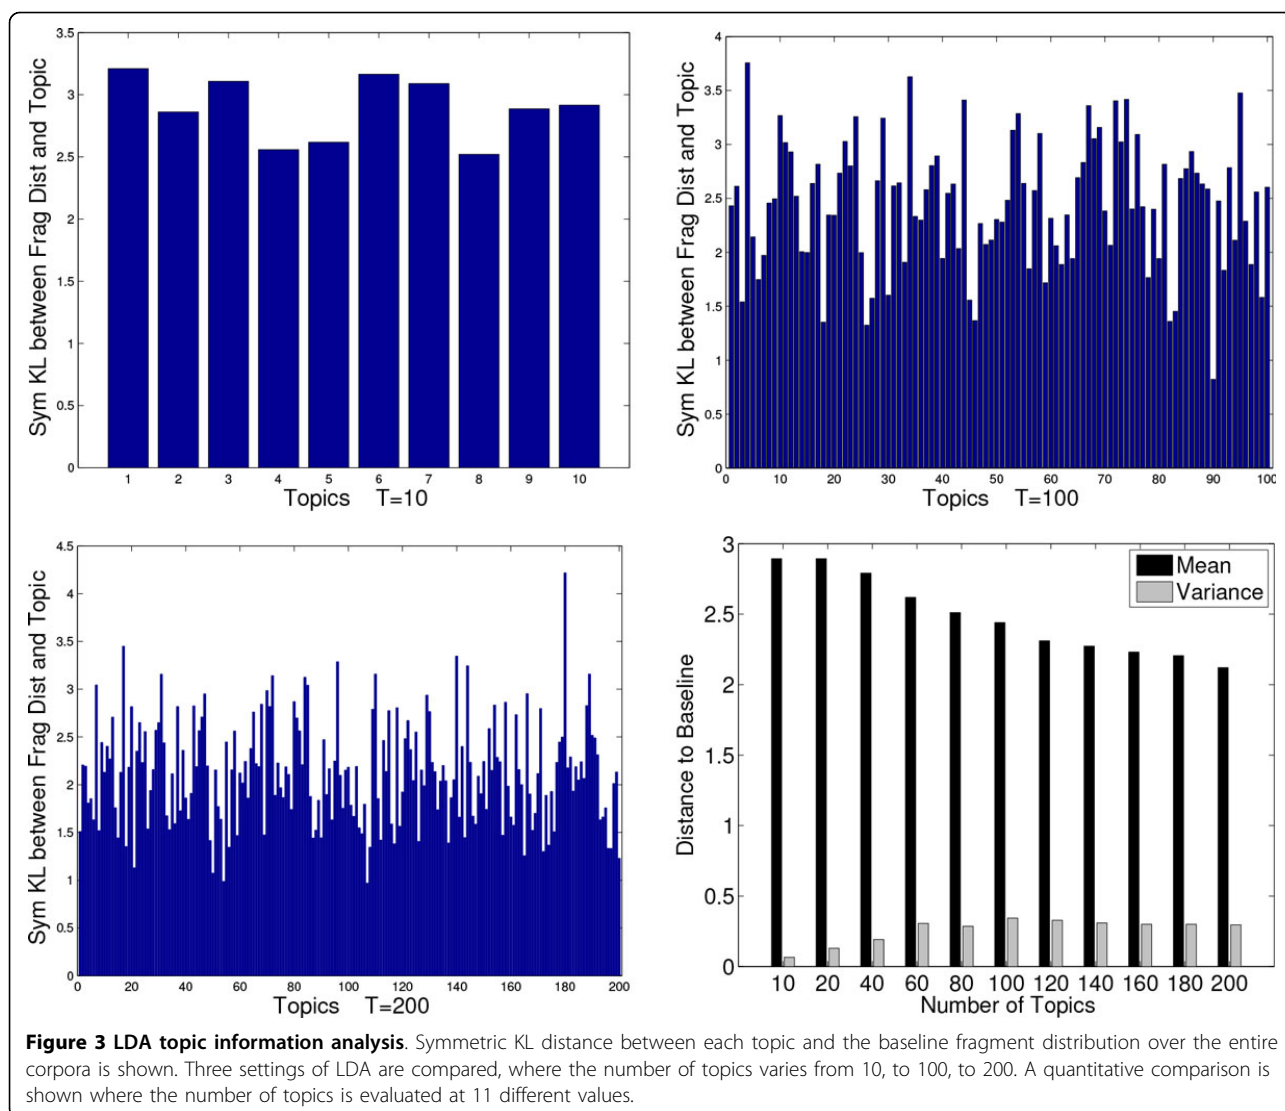 3.5
3
2.5
2
1.5
1
0.5
0
Sym KL between Frag Dist and Topic
1 2 3 4 5 6 7 8 9 10
Topics T=10
4
3.5
3
2.5
2
1.5
1
0.5
0
Sym KL between Frag Dist and Topic
0 10 20 30 40 50 60 70 80 90 100
Topics T=100
4.5
4
3.5
3
2.5
2
1.5
1
0.5
0
Sym KL between Frag Dist and Topic
0 20 40 60 80 100 120 140 160 180 200
Topics T=200
3
2.5
2
1.5
1
0.5
0
Distance to Baseline
Mean
Variance
10 20 40 60 80 100 120 140 160 180 200
Number of Topics
Figure 3 LDA topic information analysis. Symmetric KL distance between each topic and the baseline fragment distribution over the entire
corpora is shown. Three settings of LDA are compared, where the number of topics varies from 10, to 100, to 200. A quantitative comparison is
shown where the number of topics is evaluated at 11 different values.